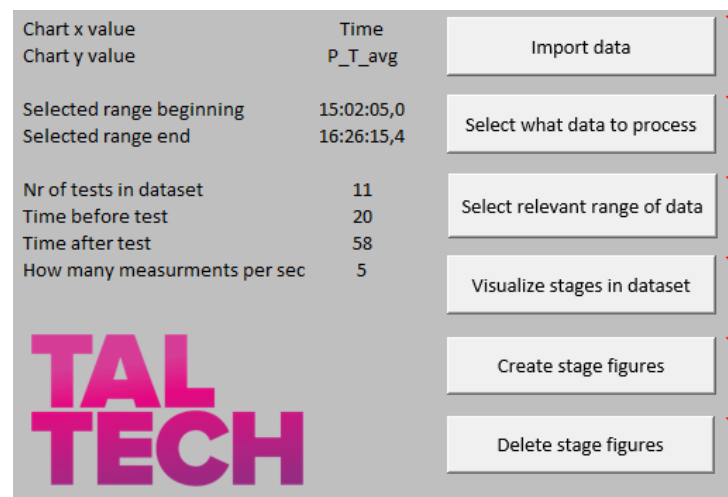 Chart x value Time
Chart y value P_T_avg
Selected range beginning 15:02:05,0
Selected range end 16:26:15,4
Nr of tests in dataset 11
Time before test 20
Time after test 58
How many measurments per sec 5
TAL
TECH
Import data
Select what data to process
Select relevant range of data
Visualize stages in dataset
Create stage figures
Delete stage figures